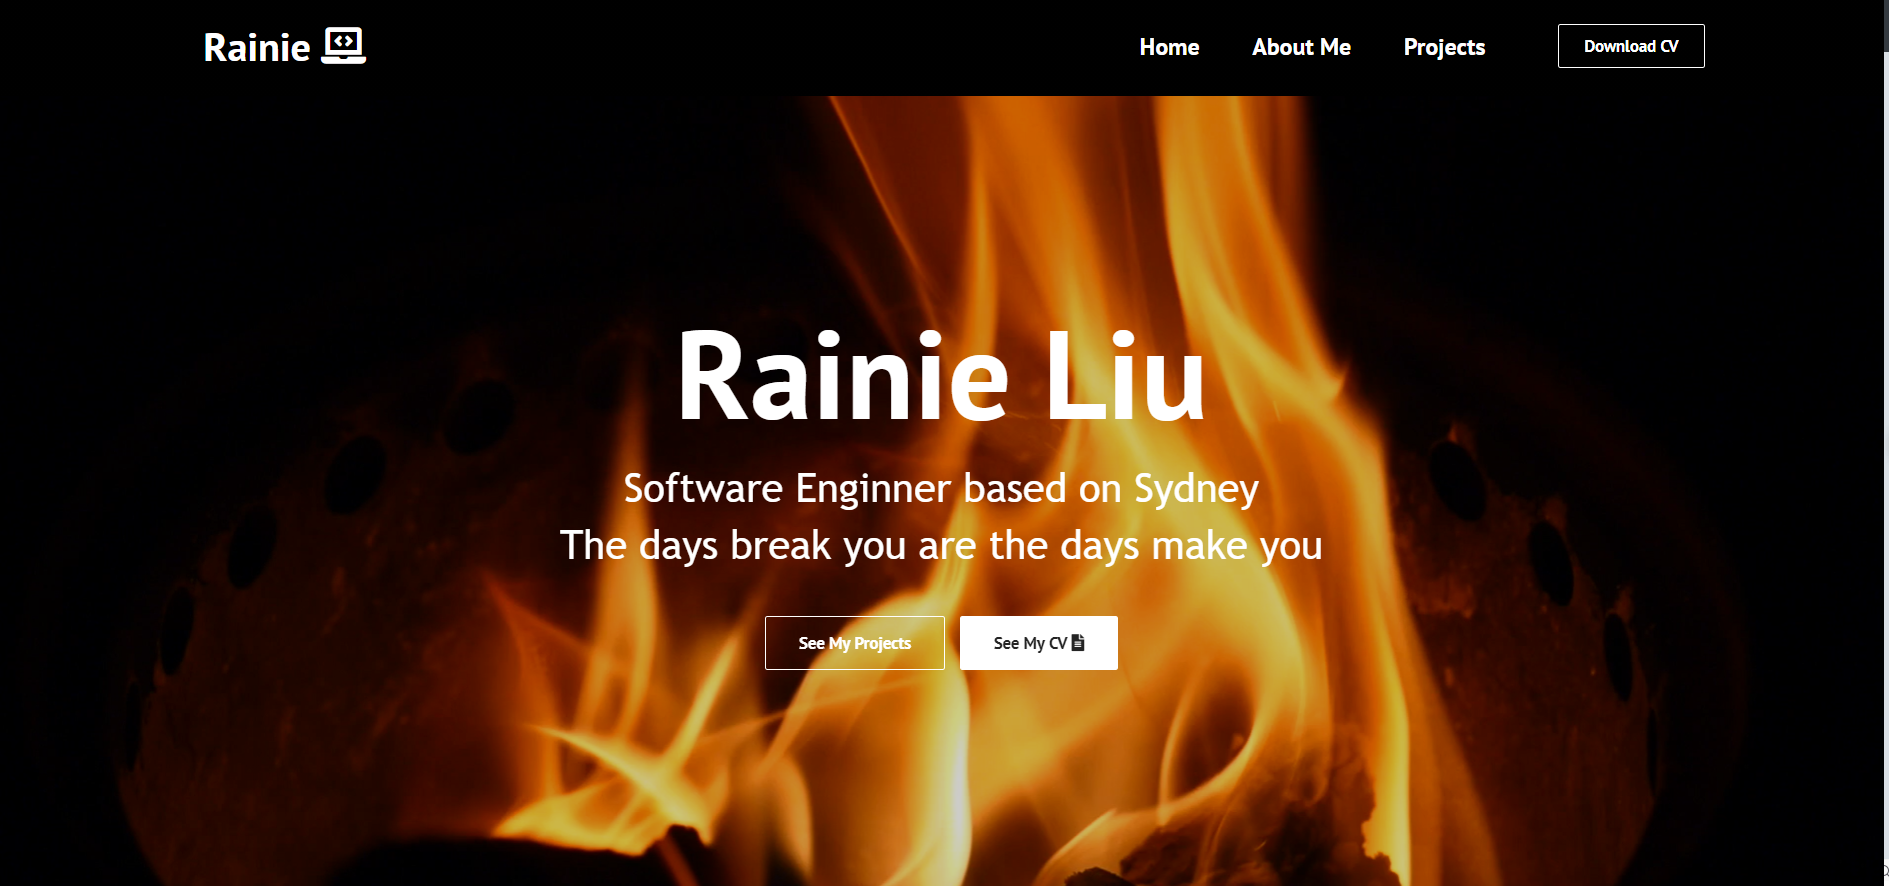 Rainie
Home About Me Projects Download CV
Rainie Liu
Software Enginner based on Sydney
The days break you are the days make you
See My Projects See My CV